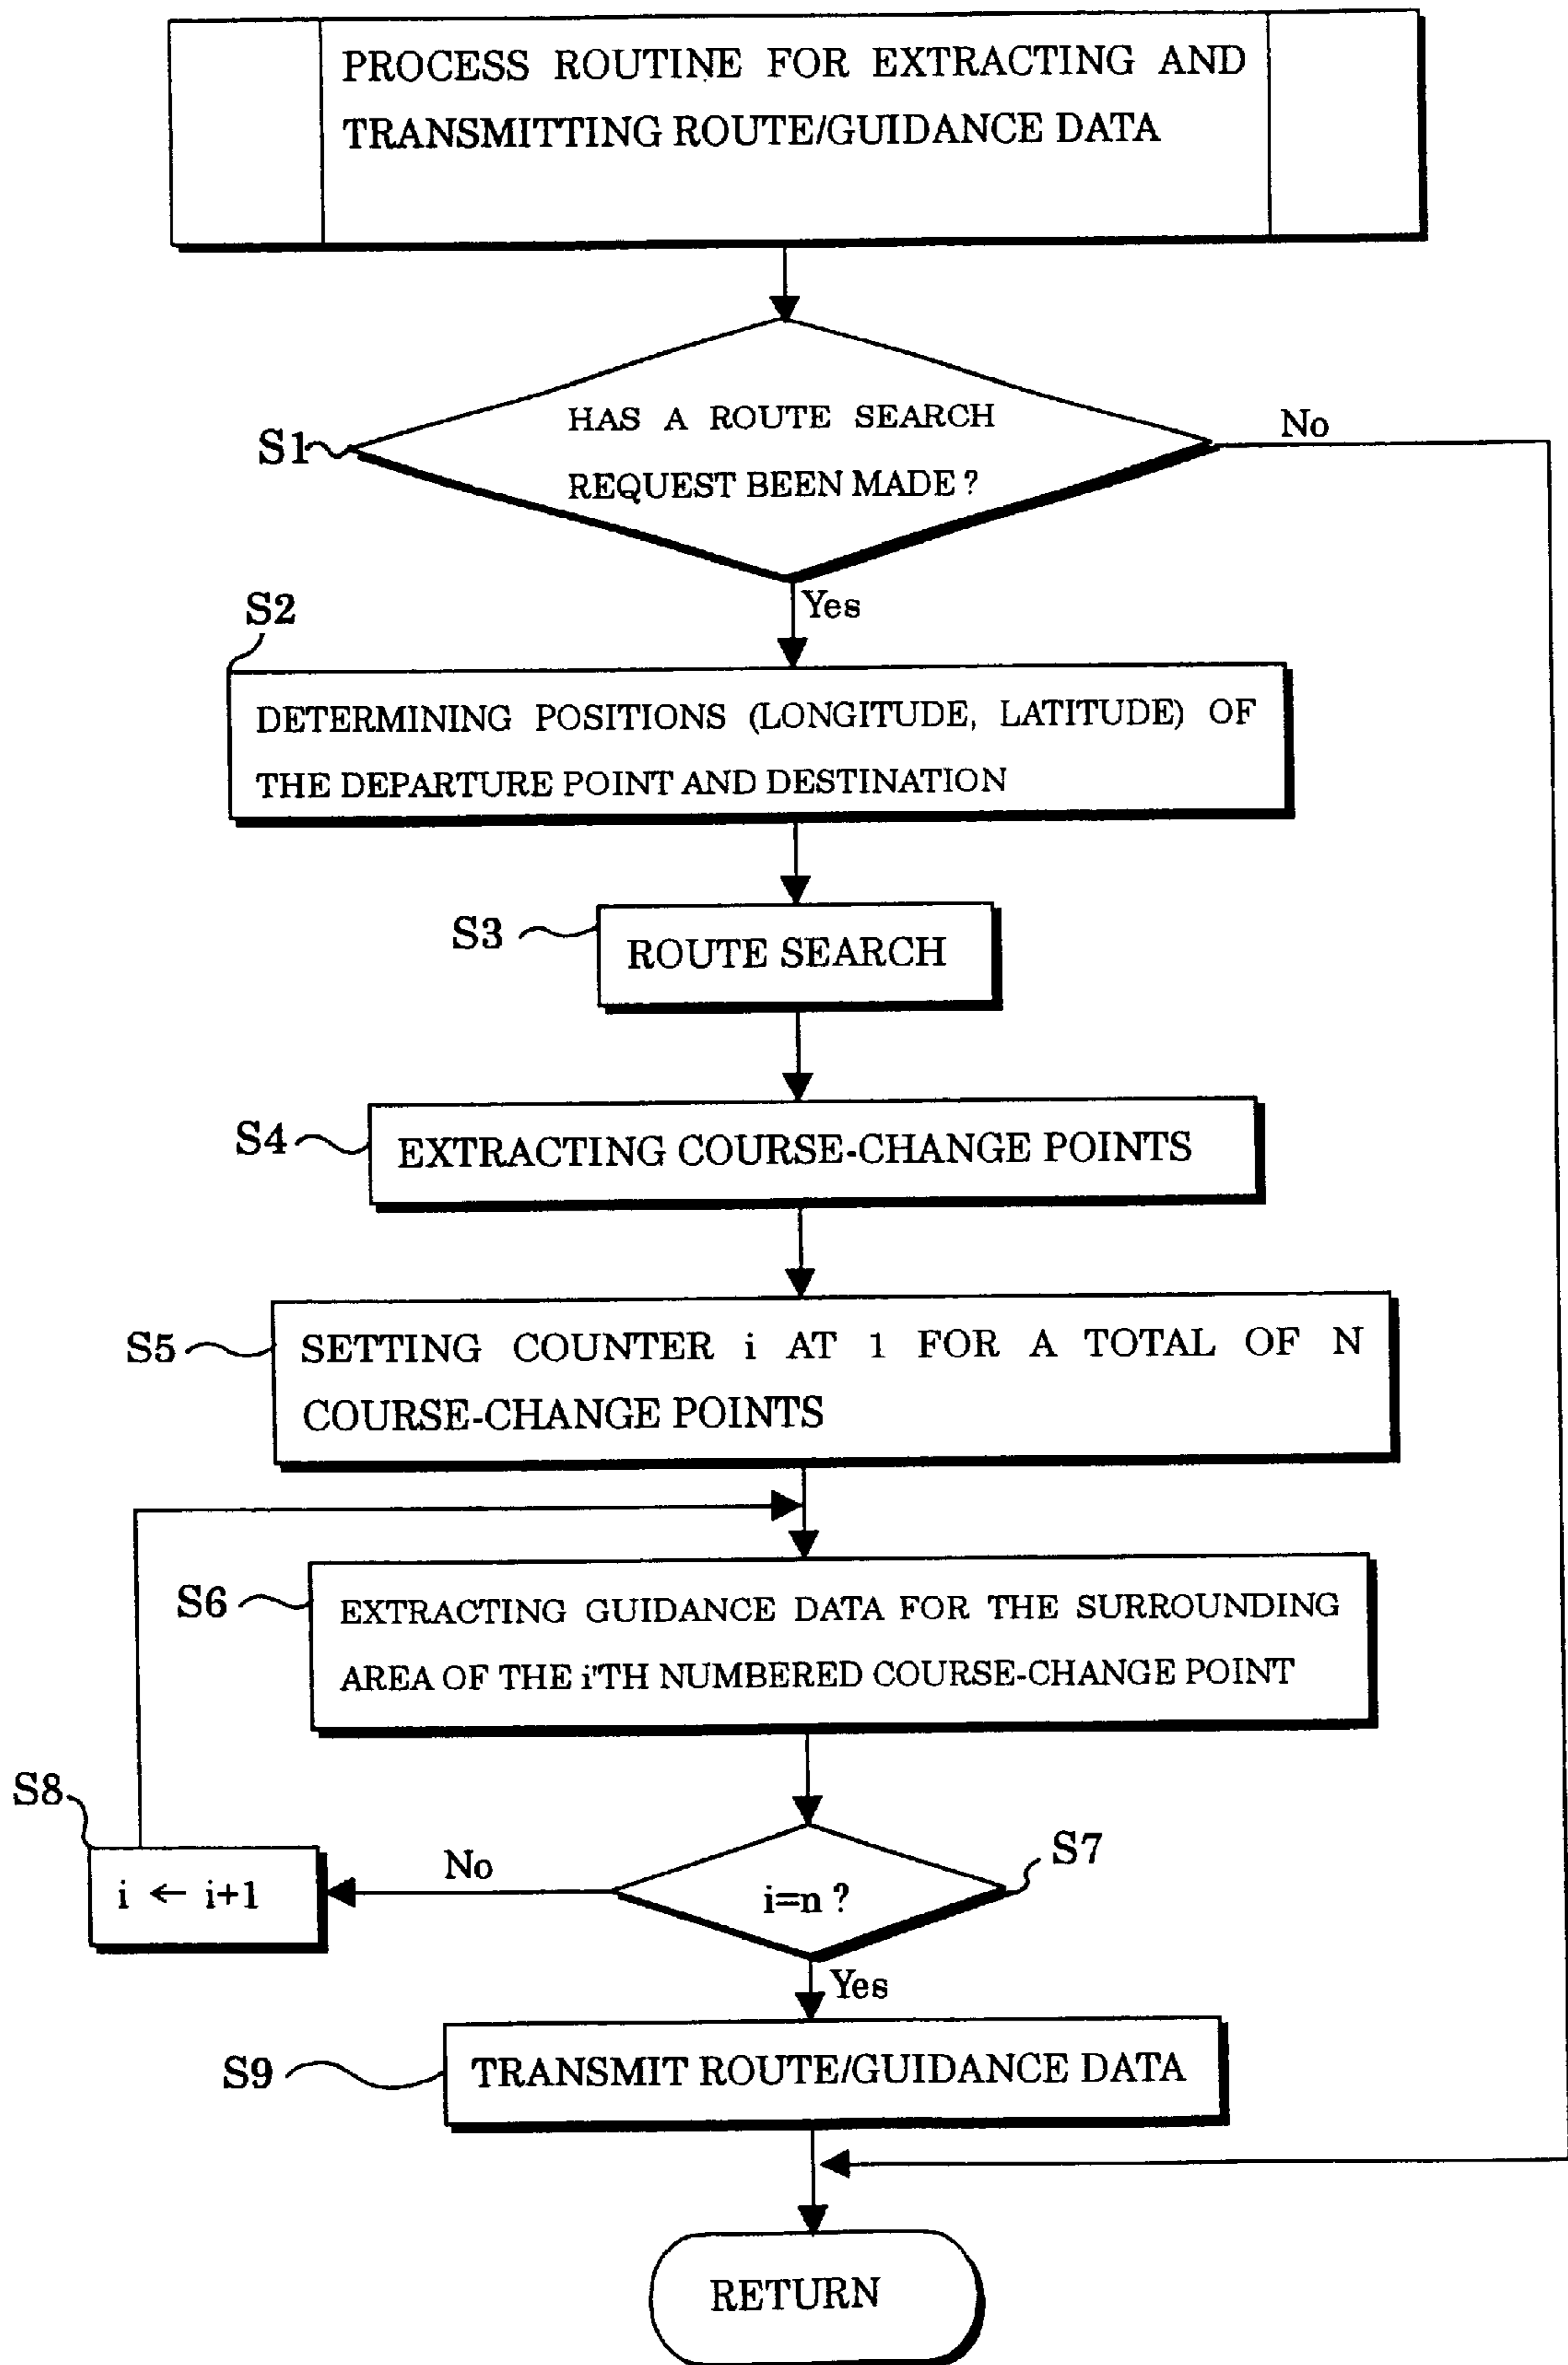 PROCESS ROUTINE FOR EXTRACTING AND
TRANSMITTING ROUTE/GUIDANCE DATA
S1
HAS A ROUTE SEARCH
REQUEST BEEN MADE?
No
Yes
S2
DETERMINING POSITIONS (LONGITUDE, LATITUDE) OF
THE DEPARTURE POINT AND DESTINATION
S3
ROUTE SEARCH
S4
EXTRACTING COURSE-CHANGE POINTS
S5
SETTING COUNTER i AT 1 FOR A TOTAL OF N
COURSE-CHANGE POINTS
S6
EXTRACTING GUIDANCE DATA FOR THE SURROUNDING
AREA OF THE i'TH NUMBERED COURSE-CHANGE POINT
S8
i ← i+1
No
i=n?
S7
Yes
S9
TRANSMIT ROUTE/GUIDANCE DATA
RETURN